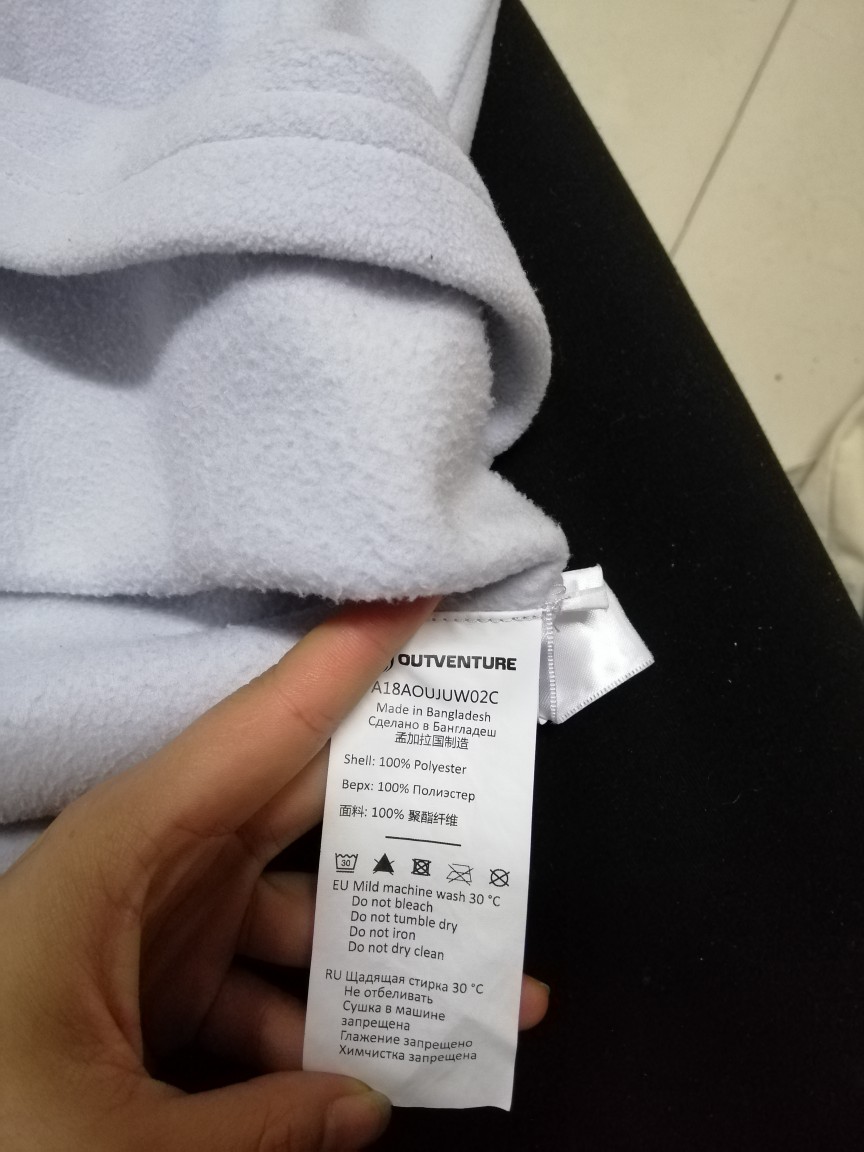 OUTVENTURE
A18AOUJUW02C
Made in Bangladesh
Сделано в Бангладеш
孟加拉国制造
Shell: 100% Polyester
Верх: 100% Полиэстер
面料: 100% 聚酯纤维
30
EU Mild machine wash 30 °C
Do not bleach
Do not tumble dry
Do not iron
Do not dry clean
RU Щадящая стирка 30 °C
Не отбеливать
Сушка в машине
запрещена
Глажение запрещено
Химчистка запрещена